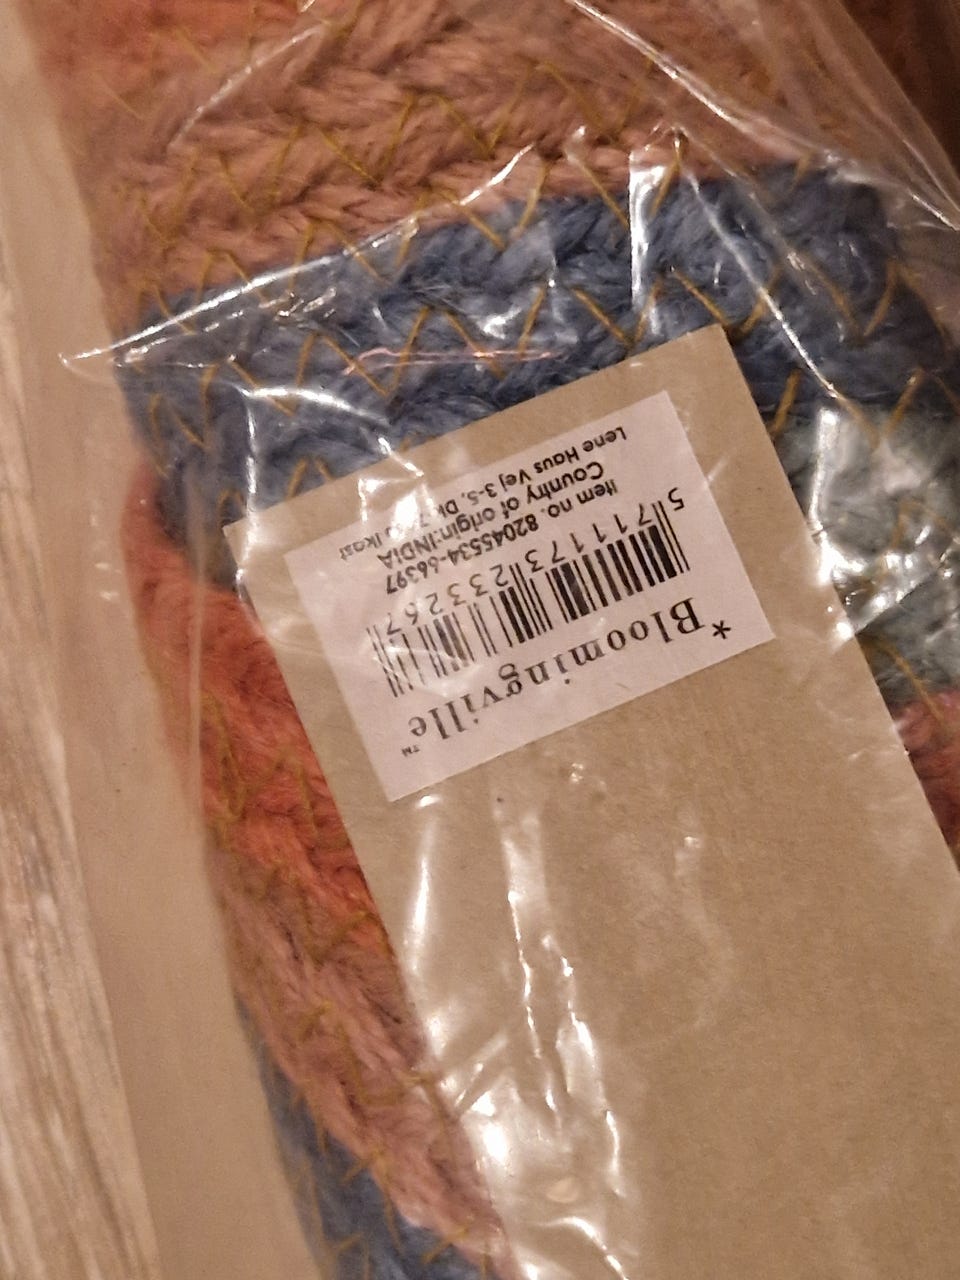 *Bloomingville™
5 711173 233267
Item no. 82045534-66397
Country of origin:INDIA
Lene Haus Vej 3-5, Ikast